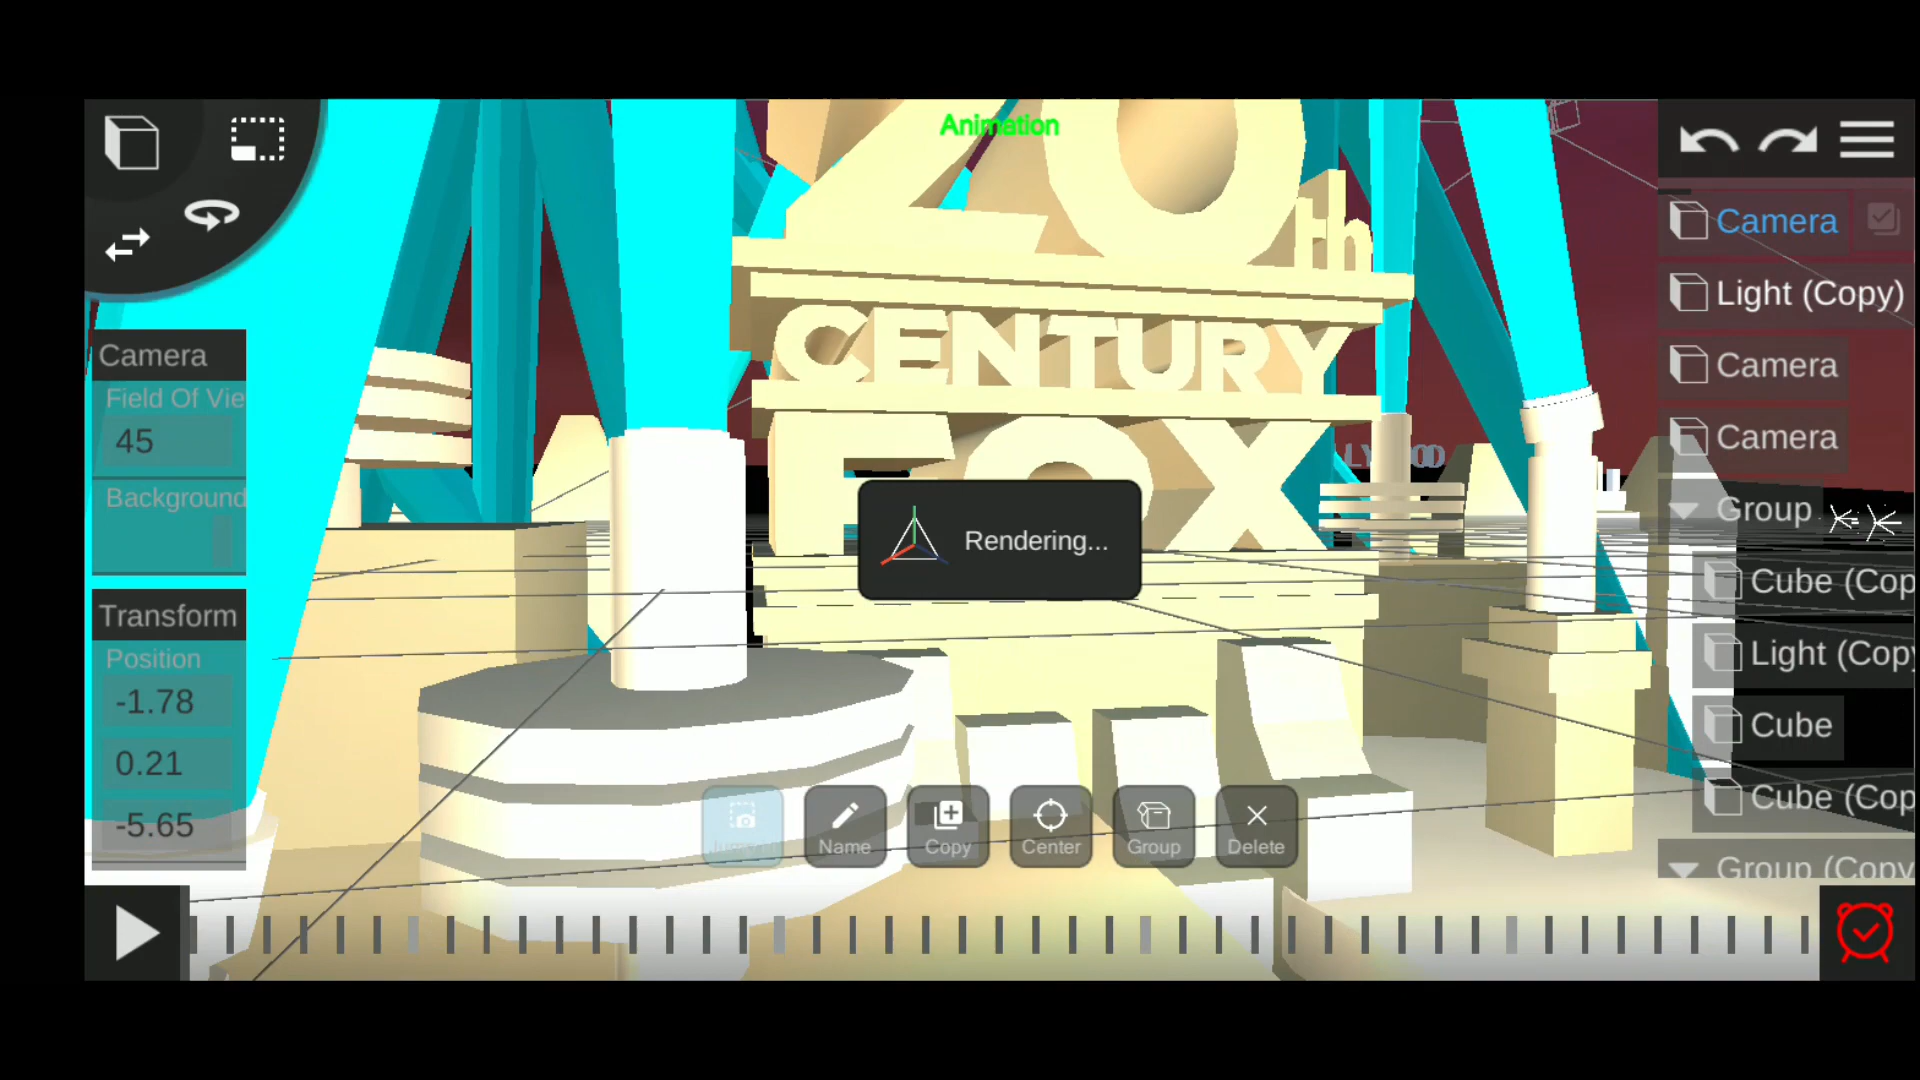 Animation
20th
CENTURY
FOX
Rendering...
Camera
Field Of Vie
45
Background
Transform
Position
-1.78
0.21
-5.65
Name
Copy
Center
Group
Delete
Camera
Light (Copy)
Camera
Camera
Group
Cube (Cop
Light (Copy
Cube
Cube (Cop
Group (Copy